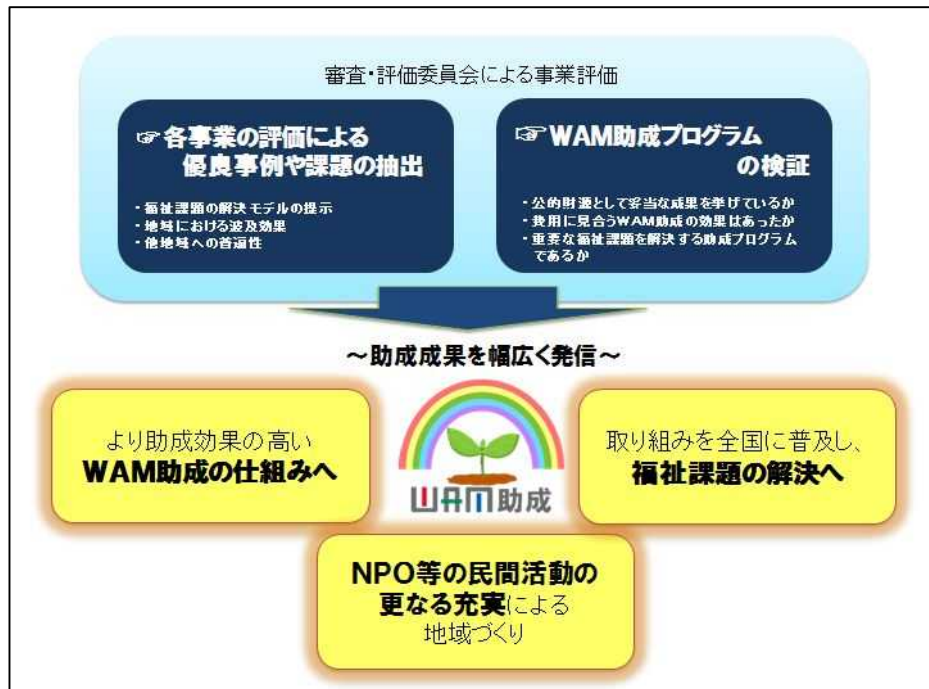 審査・評価委員会による事業評価
☞各事業の評価による
優良事例や課題の抽出
・福祉課題の解決モデルの提示
・地域における波及効果
・他地域への普遍性
☞WAM助成プログラム
の検証
・公的財源として妥当な成果を挙げているか
・費用に見合うWAM助成の効果はあったか
・重要な福祉課題を解決する助成プログラム
であるか
～助成成果を幅広く発信～
より助成効果の高い
WAM助成の仕組みへ
WAM助成
取り組みを全国に普及し、
福祉課題の解決へ
NPO等の民間活動の
更なる充実による
地域づくり